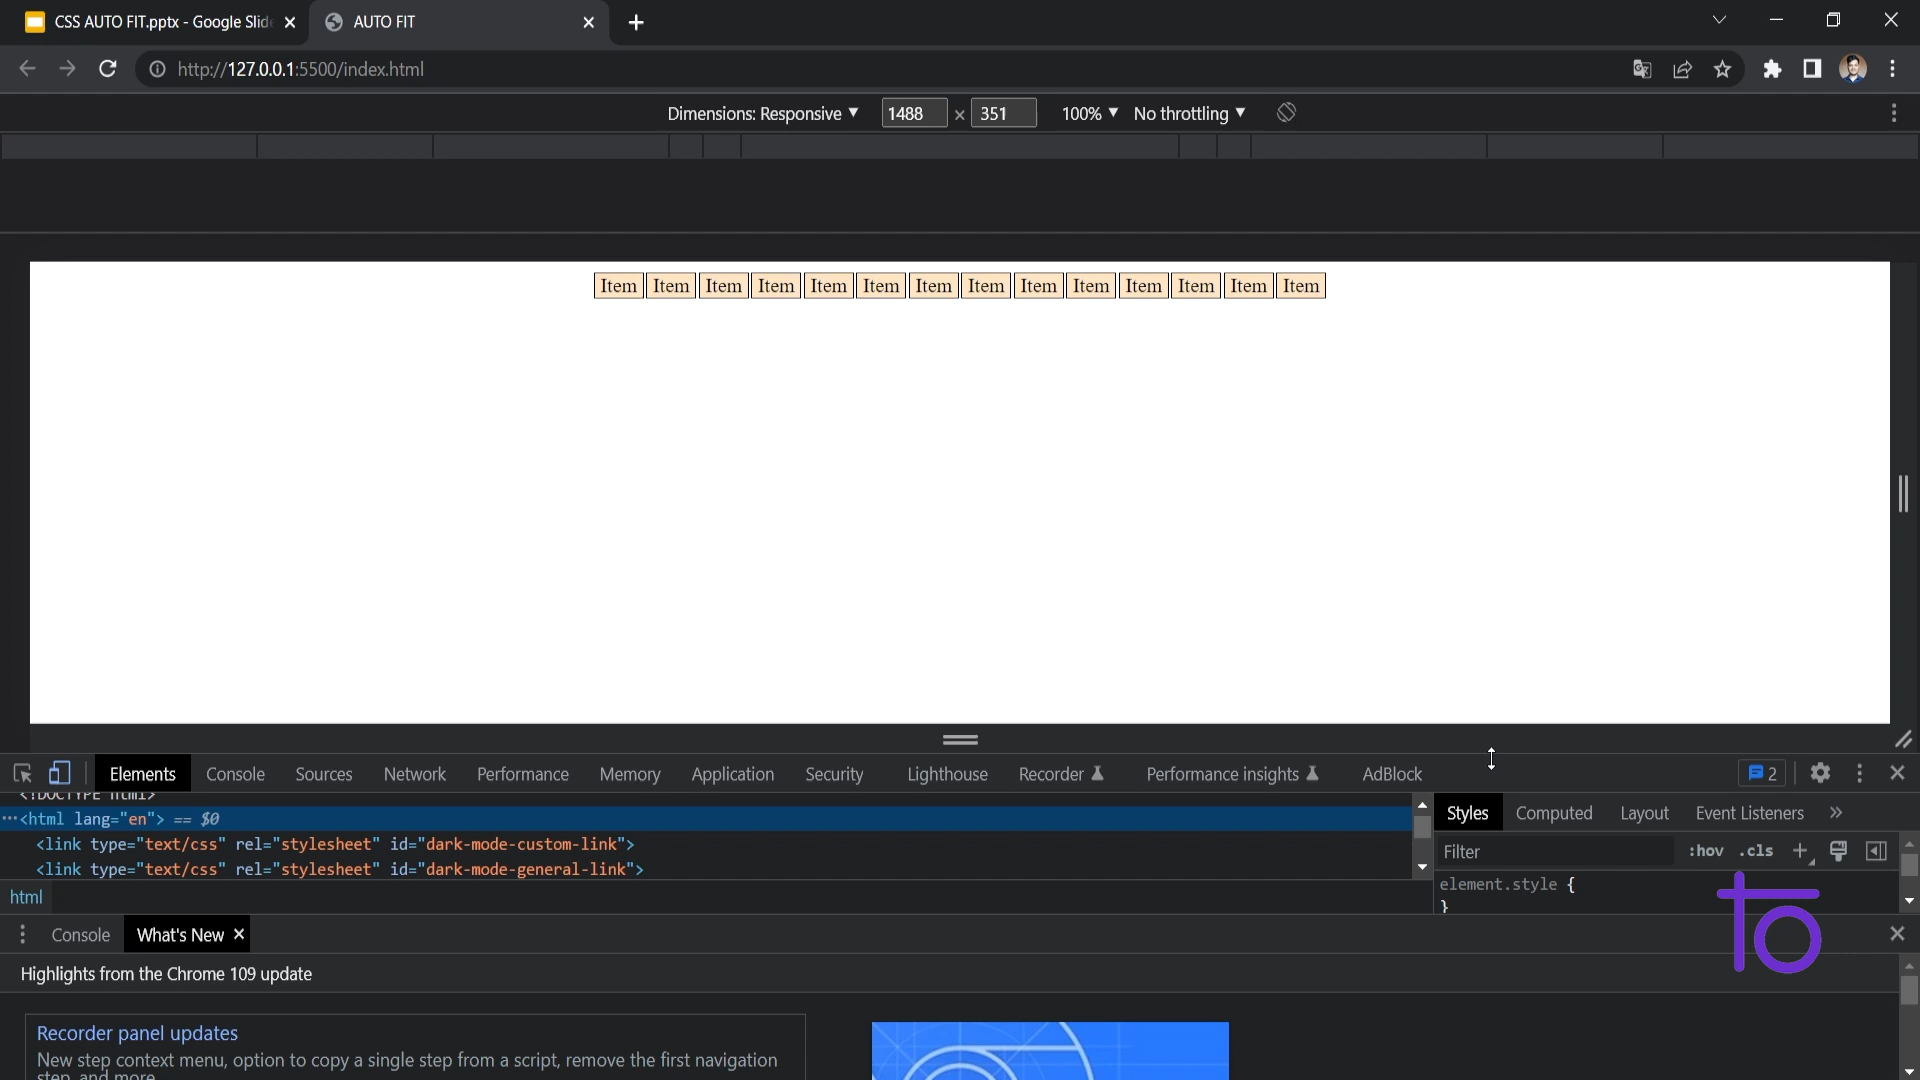 CSS AUTO FIT.pptx - Google Slid
AUTO FIT
http://127.0.0.1:5500/index.html
Dimensions: Responsive 1488 × 351 100% No throttling
Item Item Item Item Item Item Item Item Item Item Item Item Item Item
Elements Console Sources Network Performance Memory Application Security Lighthouse Recorder Performance insights AdBlock 2
<!DOCTYPE html>
<html lang="en"> == $0
<link type="text/css" rel="stylesheet" id="dark-mode-custom-link">
<link type="text/css" rel="stylesheet" id="dark-mode-general-link">
html
Styles Computed Layout Event Listeners
Filter :hov .cls
element.style {
}
Console What's New
Highlights from the Chrome 109 update
Recorder panel updates
New step context menu, option to copy a single step from a script, remove the first navigation
step, and more